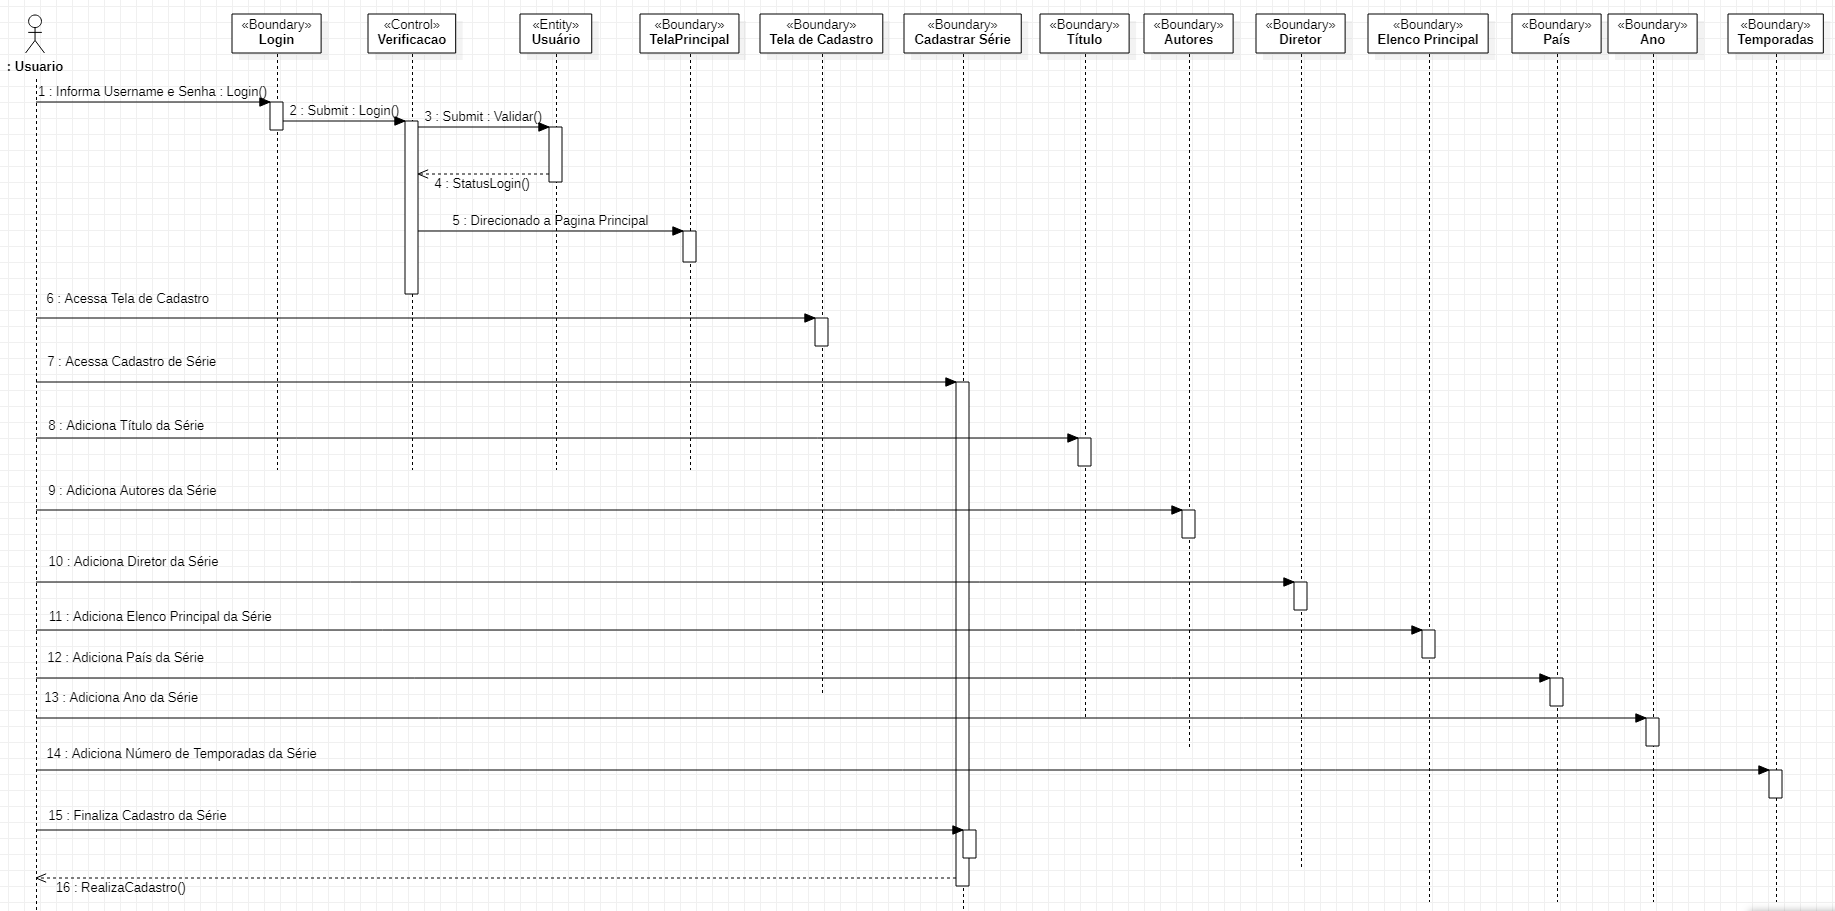 «Boundary»
Login
«Control»
Verificacao
«Entity»
Usuário
«Boundary»
TelaPrincipal
«Boundary»
Tela de Cadastro
«Boundary»
Cadastrar Série
«Boundary»
Título
«Boundary»
Autores
«Boundary»
Diretor
«Boundary»
Elenco Principal
«Boundary»
País
«Boundary»
Ano
«Boundary»
Temporadas
: Usuario
1 : Informa Username e Senha : Login()
2 : Submit : Login()
3 : Submit : Validar()
4 : StatusLogin()
5 : Direcionado a Pagina Principal
6 : Acessa Tela de Cadastro
7 : Acessa Cadastro de Série
8 : Adiciona Título da Série
9 : Adiciona Autores da Série
10 : Adiciona Diretor da Série
11 : Adiciona Elenco Principal da Série
12 : Adiciona País da Série
13 : Adiciona Ano da Série
14 : Adiciona Número de Temporadas da Série
15 : Finaliza Cadastro da Série
16 : RealizaCadastro()